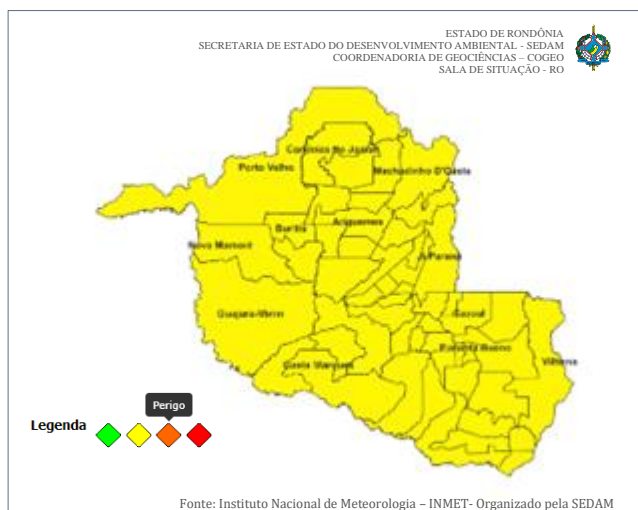 ESTADO DE RONDÔNIA
SECRETARIA DE ESTADO DO DESENVOLVIMENTO AMBIENTAL - SEDAM
COORDENADORIA DE GEOCIÊNCIAS – COGEO
SALA DE SITUAÇÃO - RO
Porto Velho
Machadinho D'Oeste
Ariquemes
Buritis
Nova Mamoré
Ji-Paraná
Guajará-Mirim
Cacoal
Pimenta Bueno
Vilhena
Costa Marques
Perigo
Legenda
Fonte: Instituto Nacional de Meteorologia – INMET- Organizado pela SEDAM